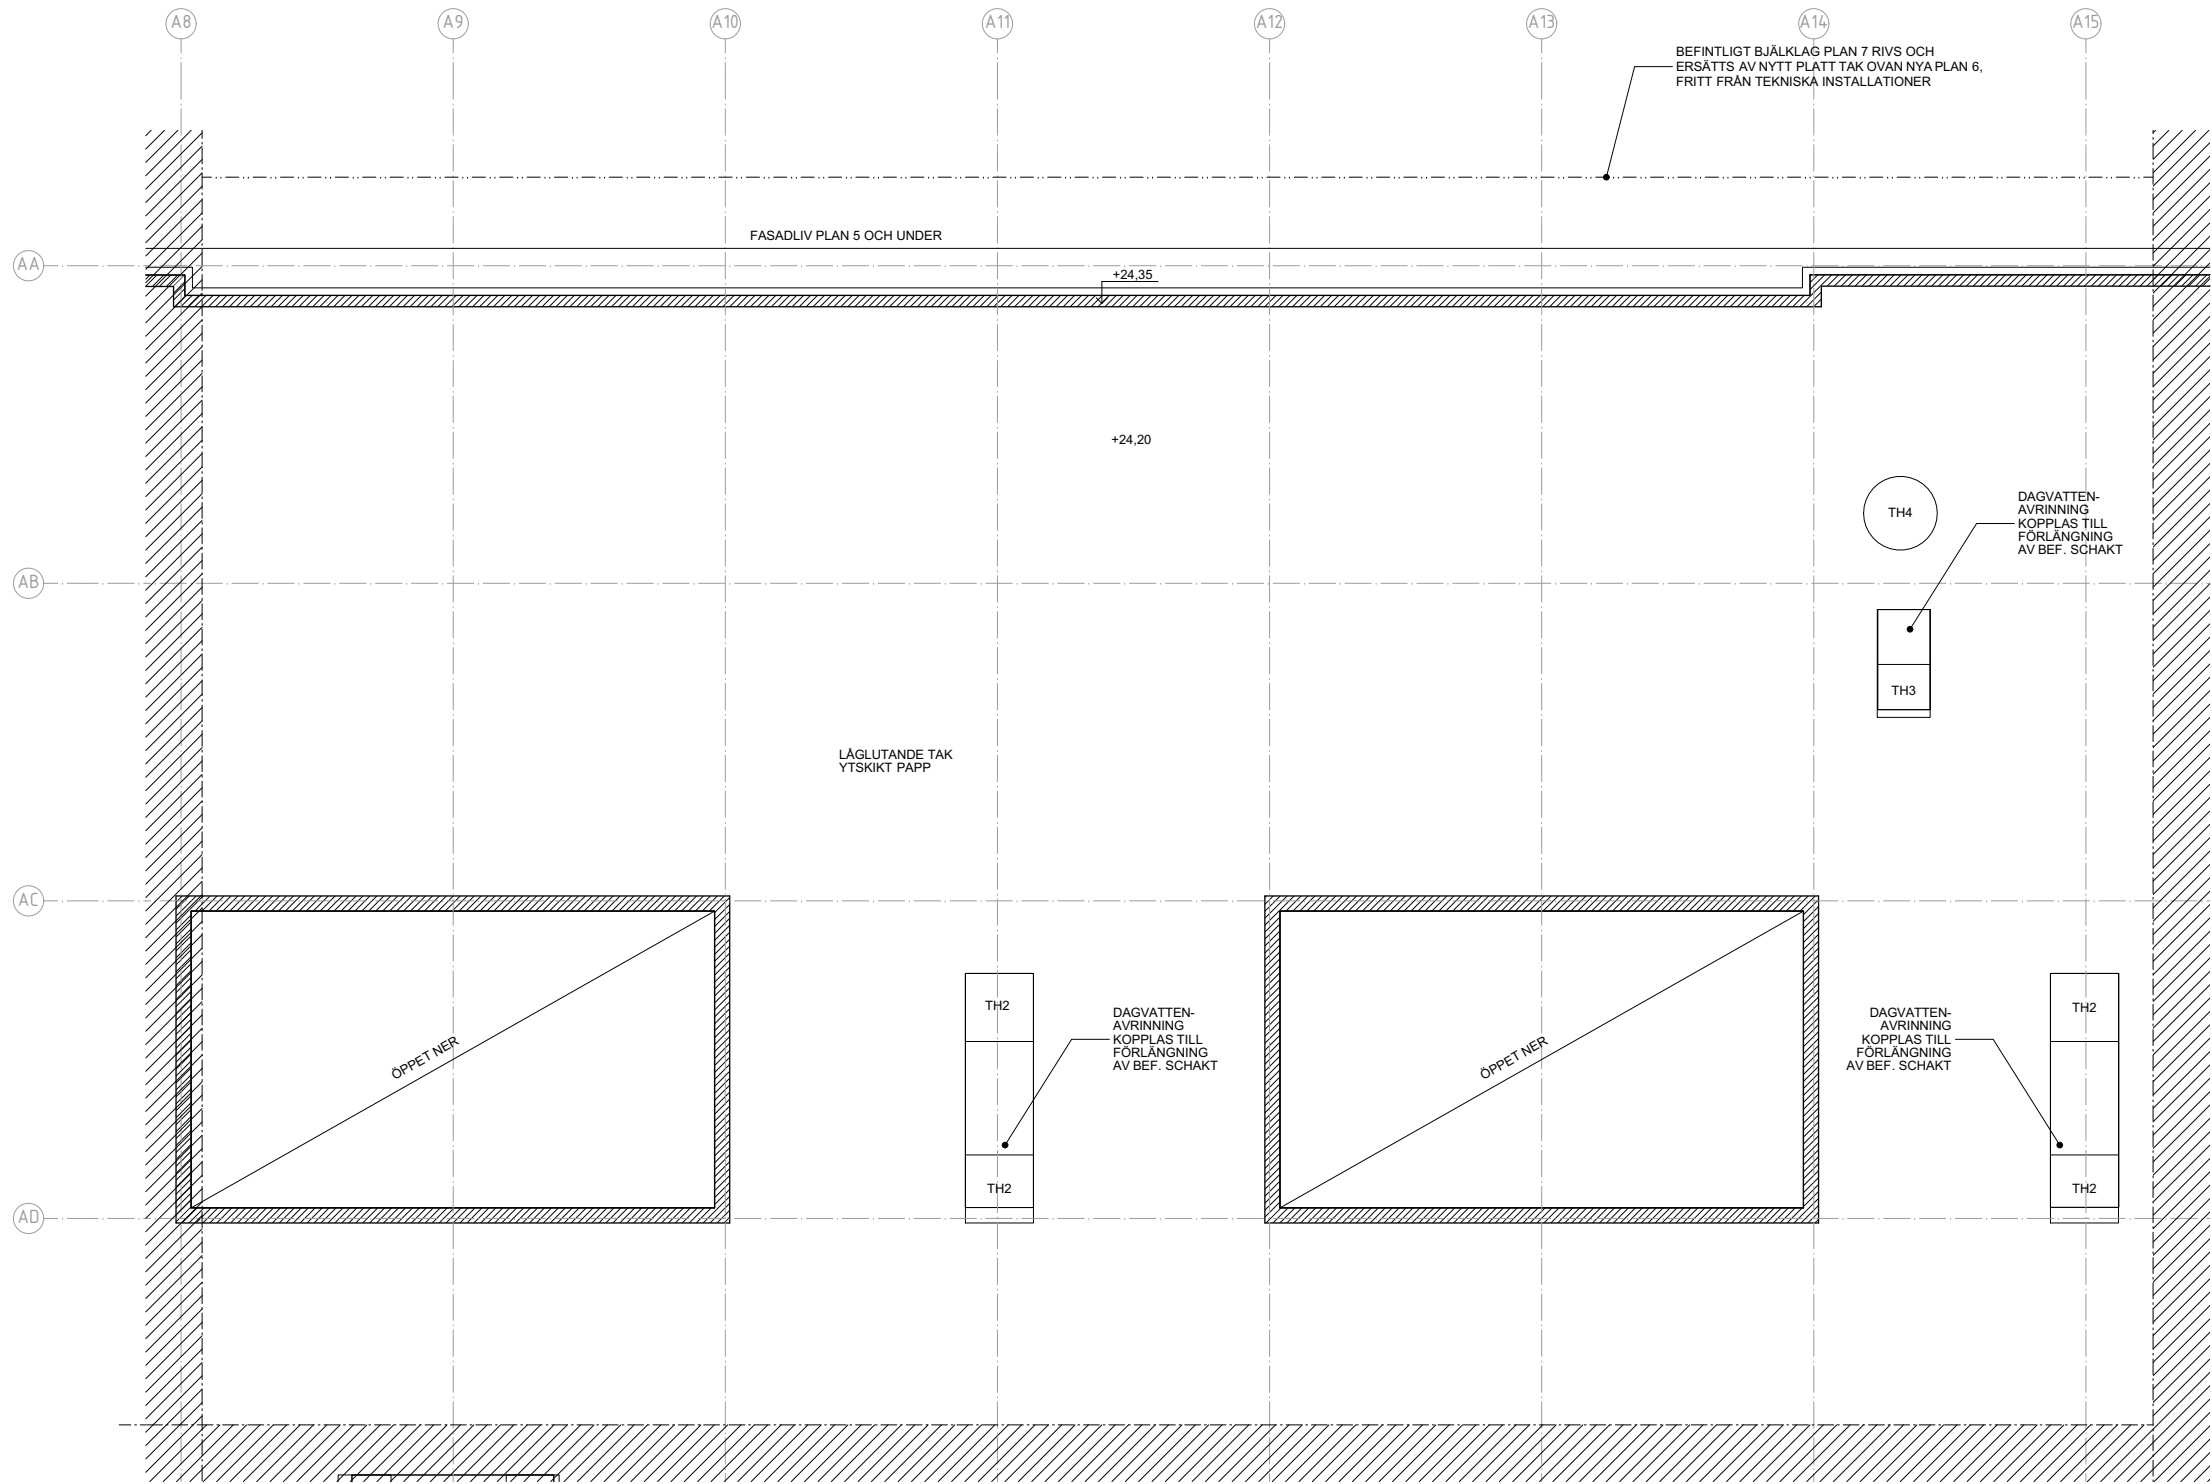 A8
A9
A10
A11
A12
A13
A14
A15
BEFINTLIGT BJÄLKLAG PLAN 7 RIVS OCH
ERSÄTTS AV NYTT PLATT TAK OVAN NYA PLAN 6,
FRITT FRÅN TEKNISKA INSTALLATIONER
FASADLIV PLAN 5 OCH UNDER
AA
+24,35
+24,20
TH4
DAGVATTEN-
AVRINNING
KOPPLAS TILL
FÖRLÄNGNING
AV BEF. SCHAKT
AB
TH3
LÅGLUTANDE TAK
YTSKIKT PAPP
AC
ÖPPET NER
TH2
DAGVATTEN-
AVRINNING
KOPPLAS TILL
FÖRLÄNGNING
AV BEF. SCHAKT
TH2
ÖPPET NER
DAGVATTEN-
AVRINNING
KOPPLAS TILL
FÖRLÄNGNING
AV BEF. SCHAKT
TH2
TH2
AD